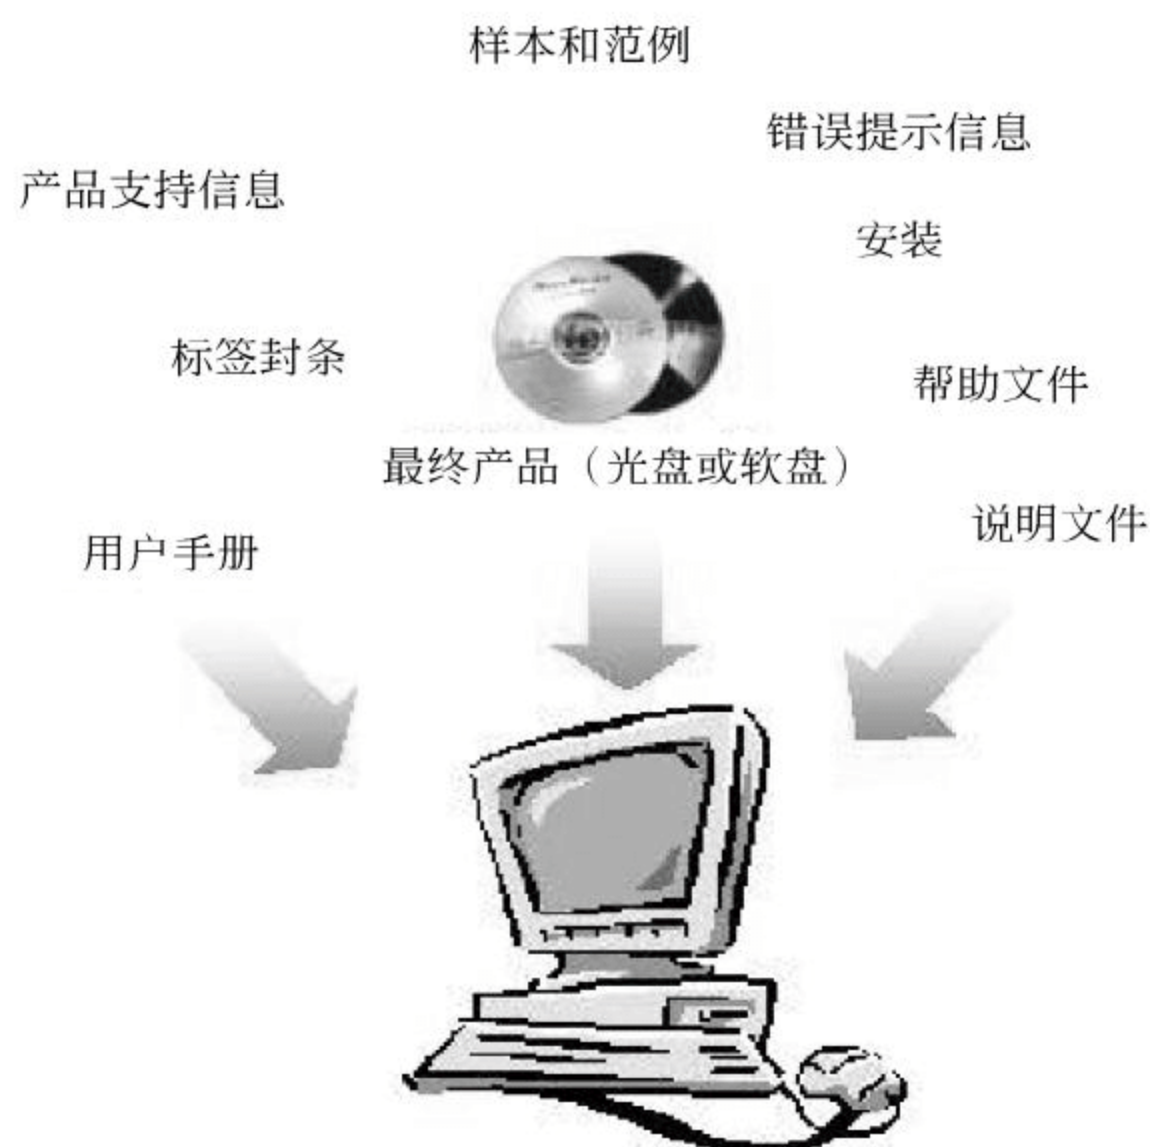 样本和范例
错误提示信息
产品支持信息
安装
标签封条
帮助文件
最终产品（光盘或软盘）
说明文件
用户手册